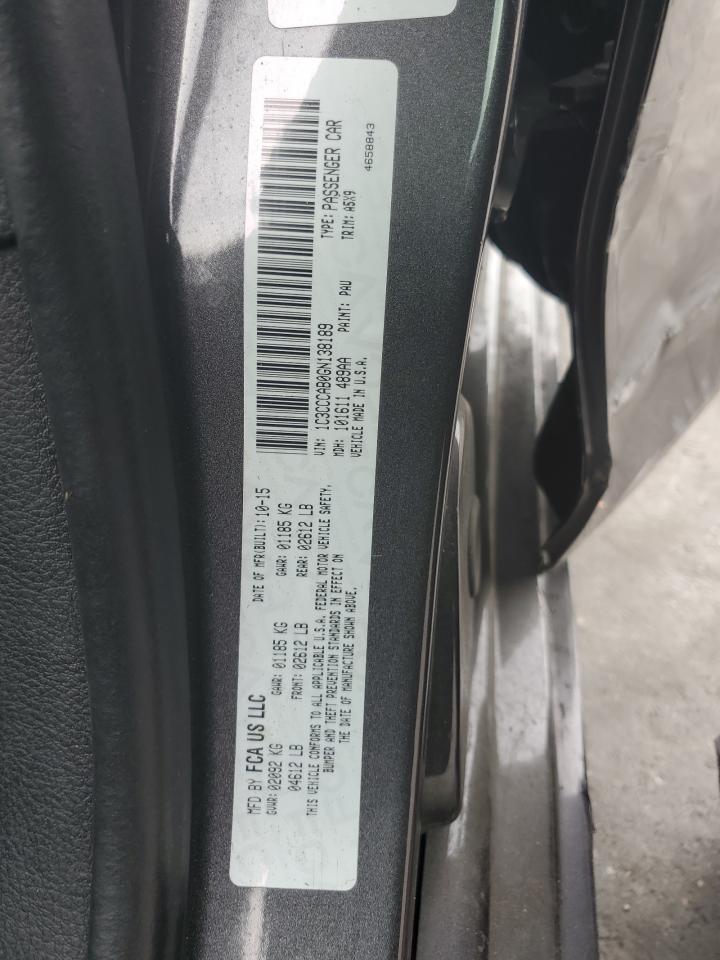 MFD BY FCA US LLC
DATE OF MFR(BUILT): 10-15
GVWR: 02092 KG
GAWR: 01185 KG
GAWR: 01185 KG
04612 LB
FRONT: 02612 LB
REAR: 02612 LB
THIS VEHICLE CONFORMS TO ALL APPLICABLE U.S.A. FEDERAL MOTOR VEHICLE SAFETY,
BUMPER AND THEFT PREVENTION STANDARDS IN EFFECT ON
THE DATE OF MANUFACTURE SHOWN ABOVE.
VIN: 1C3CCCAB0GN138189
TYPE: PASSENGER CAR
MDH: 101611 489AA
PAINT: PAU
TRIM: A5X9
VEHICLE MADE IN U.S.A.
4658843